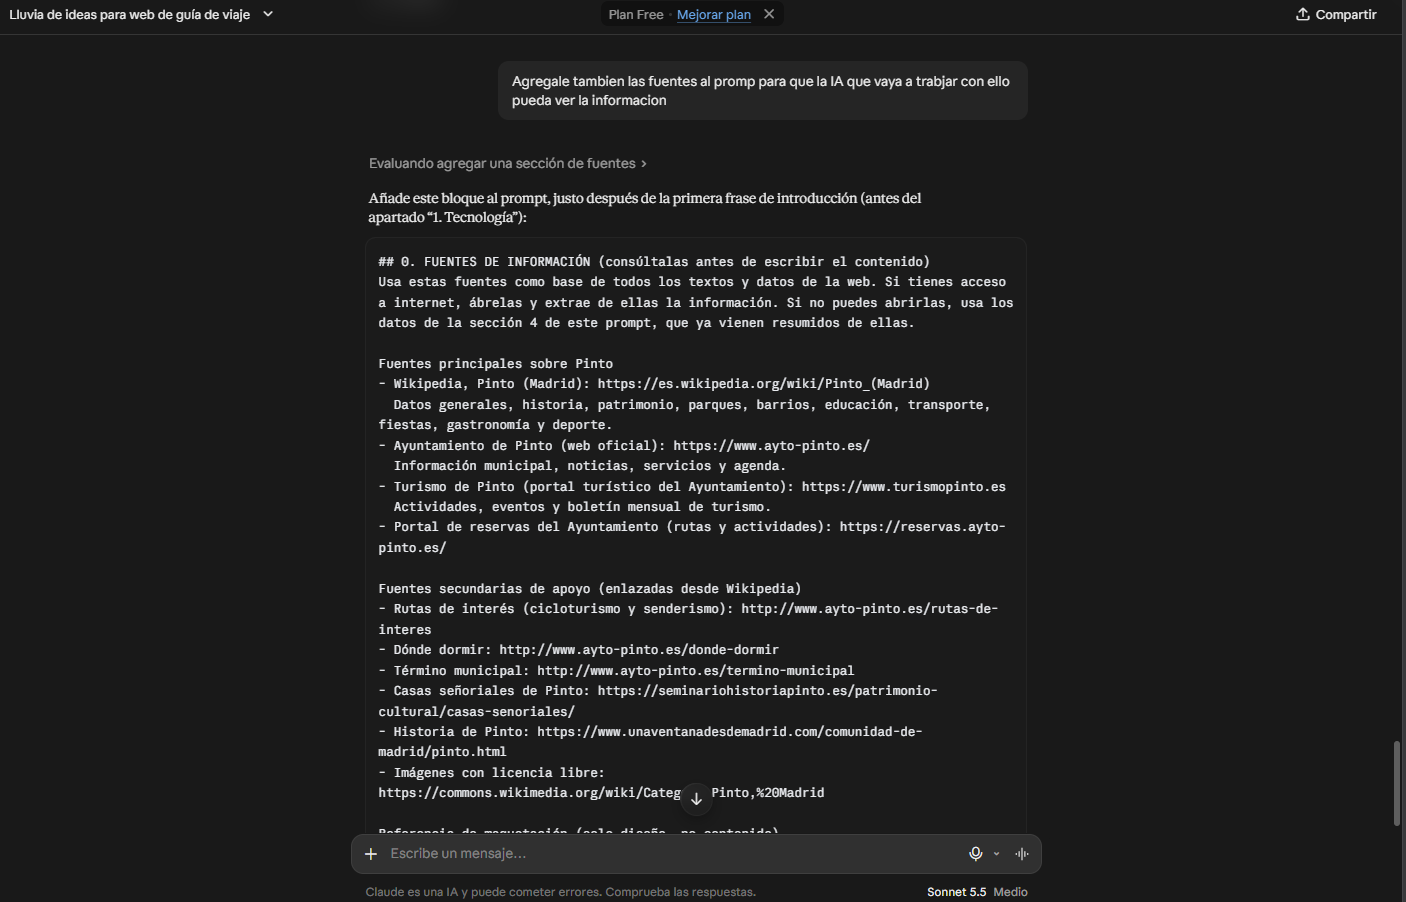 Lluvia de ideas para web de guía de viaje
Plan Free · Mejorar plan
Compartir
Agregale tambien las fuentes al promp para que la IA que vaya a trabjar con ello
pueda ver la informacion
Evaluando agregar una sección de fuentes
Añade este bloque al prompt, justo después de la primera frase de introducción (antes del
apartado “1. Tecnología”):
## 0. FUENTES DE INFORMACIÓN (consúltalas antes de escribir el contenido)
Usa estas fuentes como base de todos los textos y datos de la web. Si tienes acceso
a internet, ábrelas y extrae de ellas la información. Si no puedes abrirlas, usa los
datos de la sección 4 de este prompt, que ya vienen resumidos de ellas.
Fuentes principales sobre Pinto
- Wikipedia, Pinto (Madrid): https://es.wikipedia.org/wiki/Pinto_(Madrid)
Datos generales, historia, patrimonio, parques, barrios, educación, transporte,
fiestas, gastronomía y deporte.
- Ayuntamiento de Pinto (web oficial): https://www.ayto-pinto.es/
Información municipal, noticias, servicios y agenda.
- Turismo de Pinto (portal turístico del Ayuntamiento): https://www.turismopinto.es
Actividades, eventos y boletín mensual de turismo.
- Portal de reservas del Ayuntamiento (rutas y actividades): https://reservas.ayto-
pinto.es/
Fuentes secundarias de apoyo (enlazadas desde Wikipedia)
- Rutas de interés (cicloturismo y senderismo): http://www.ayto-pinto.es/rutas-de-
interes
- Dónde dormir: http://www.ayto-pinto.es/donde-dormir
- Término municipal: http://www.ayto-pinto.es/termino-municipal
- Casas señoriales de Pinto: https://seminariohistoriapinto.es/patrimonio-
cultural/casas-senoriales/
- Historia de Pinto: https://www.unaventanadesdemadrid.com/comunidad-de-
madrid/pinto.html
- Imágenes con licencia libre:
https://commons.wikimedia.org/wiki/Categ Pinto,%20Madrid
Referencia de maquetación (solo diseño, no contenido)
Escribe un mensaje...
Claude es una IA y puede cometer errores. Comprueba las respuestas.
Sonnet 5.5 Medio